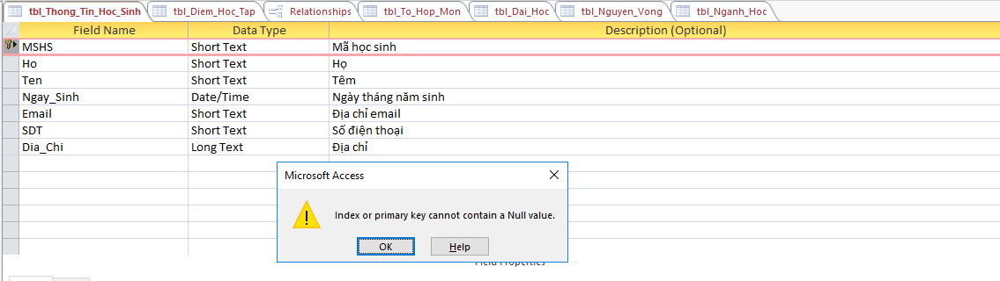 tbl_Thong_Tin_Hoc_Sinh tbl_Diem_Hoc_Tap Relationships tbl_To_Hop_Mon tbl_Dai_Hoc tbl_Nguyen_Vong tbl_Nganh_Hoc
Field Name Data Type Description (Optional)
MSHS Short Text Mã học sinh
Ho Short Text Họ
Ten Short Text Têm
Ngay_Sinh Date/Time Ngày tháng năm sinh
Email Short Text Địa chỉ email
SDT Short Text Số điện thoại
Dia_Chi Long Text Địa chỉ
Microsoft Access
Index or primary key cannot contain a Null value.
OK Help
Field Properties